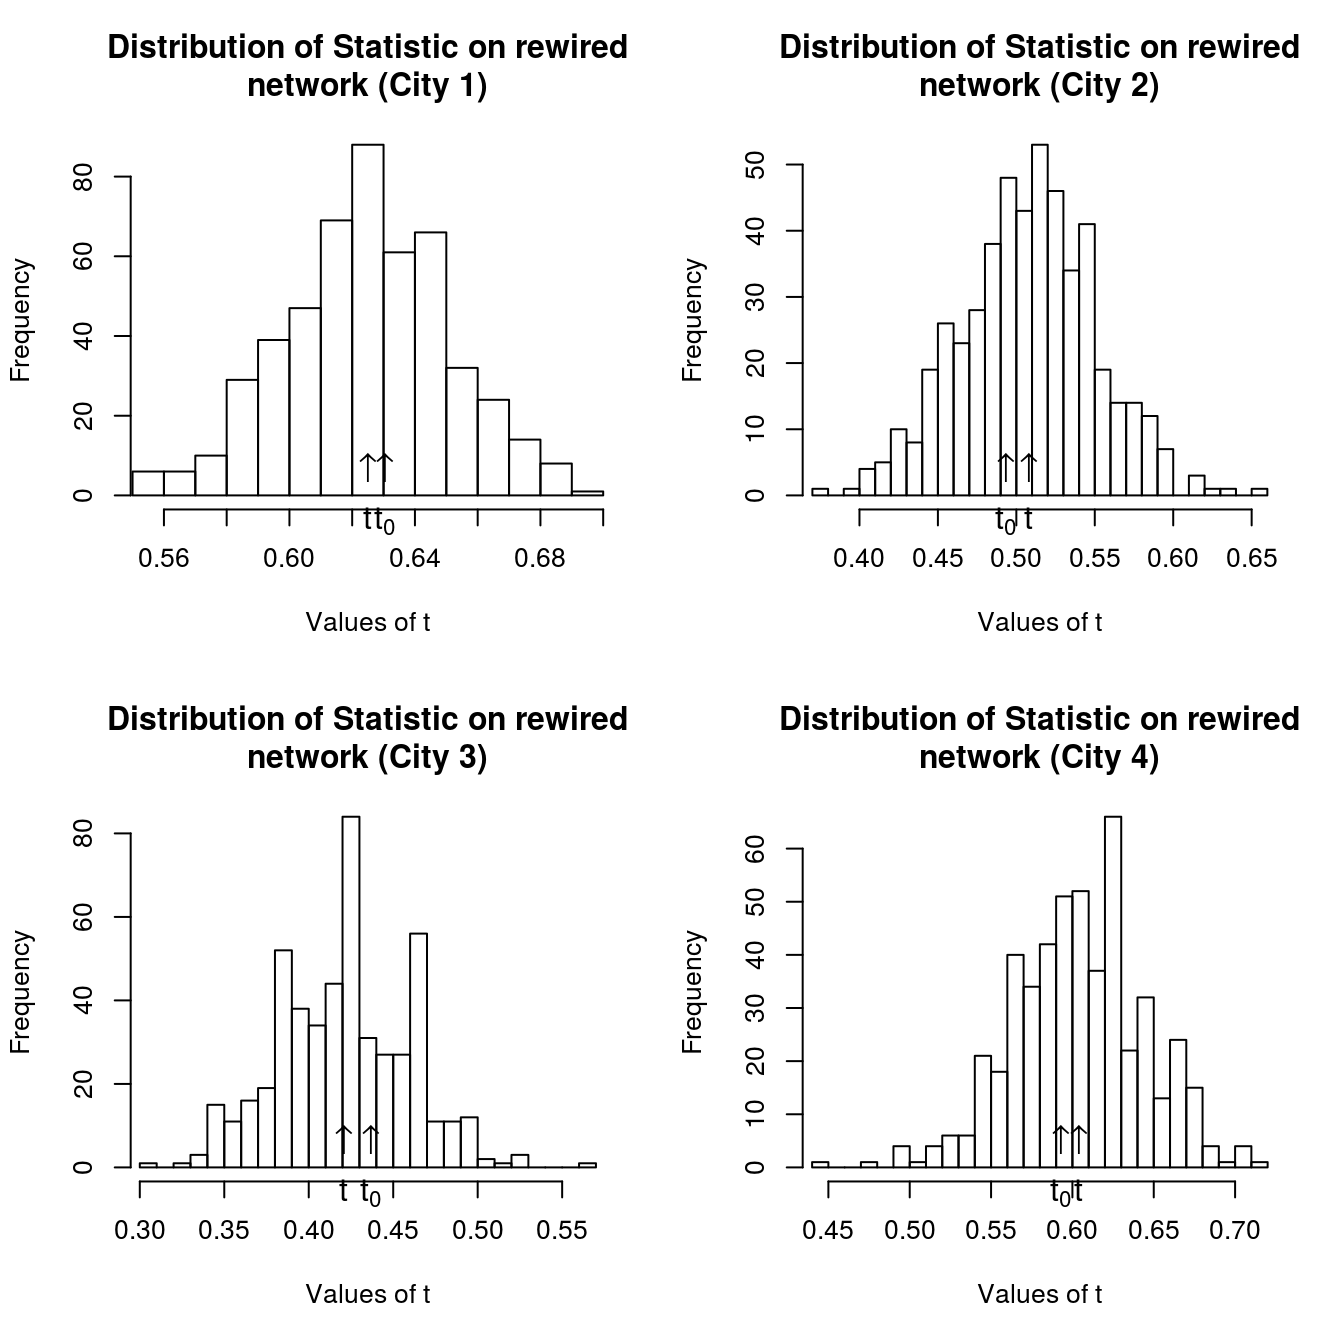 Distribution of Statistic on rewired
network (City 1)
Frequency
0 20 40 60 80
t t₀
0.56 0.60 0.64 0.68
Values of t
Distribution of Statistic on rewired
network (City 2)
Frequency
0 10 20 30 40 50
t₀ t
0.40 0.45 0.50 0.55 0.60 0.65
Values of t
Distribution of Statistic on rewired
network (City 3)
Frequency
0 20 40 60 80
t t₀
0.30 0.35 0.40 0.45 0.50 0.55
Values of t
Distribution of Statistic on rewired
network (City 4)
Frequency
0 10 20 30 40 50 60
t₀ t
0.45 0.50 0.55 0.60 0.65 0.70
Values of t